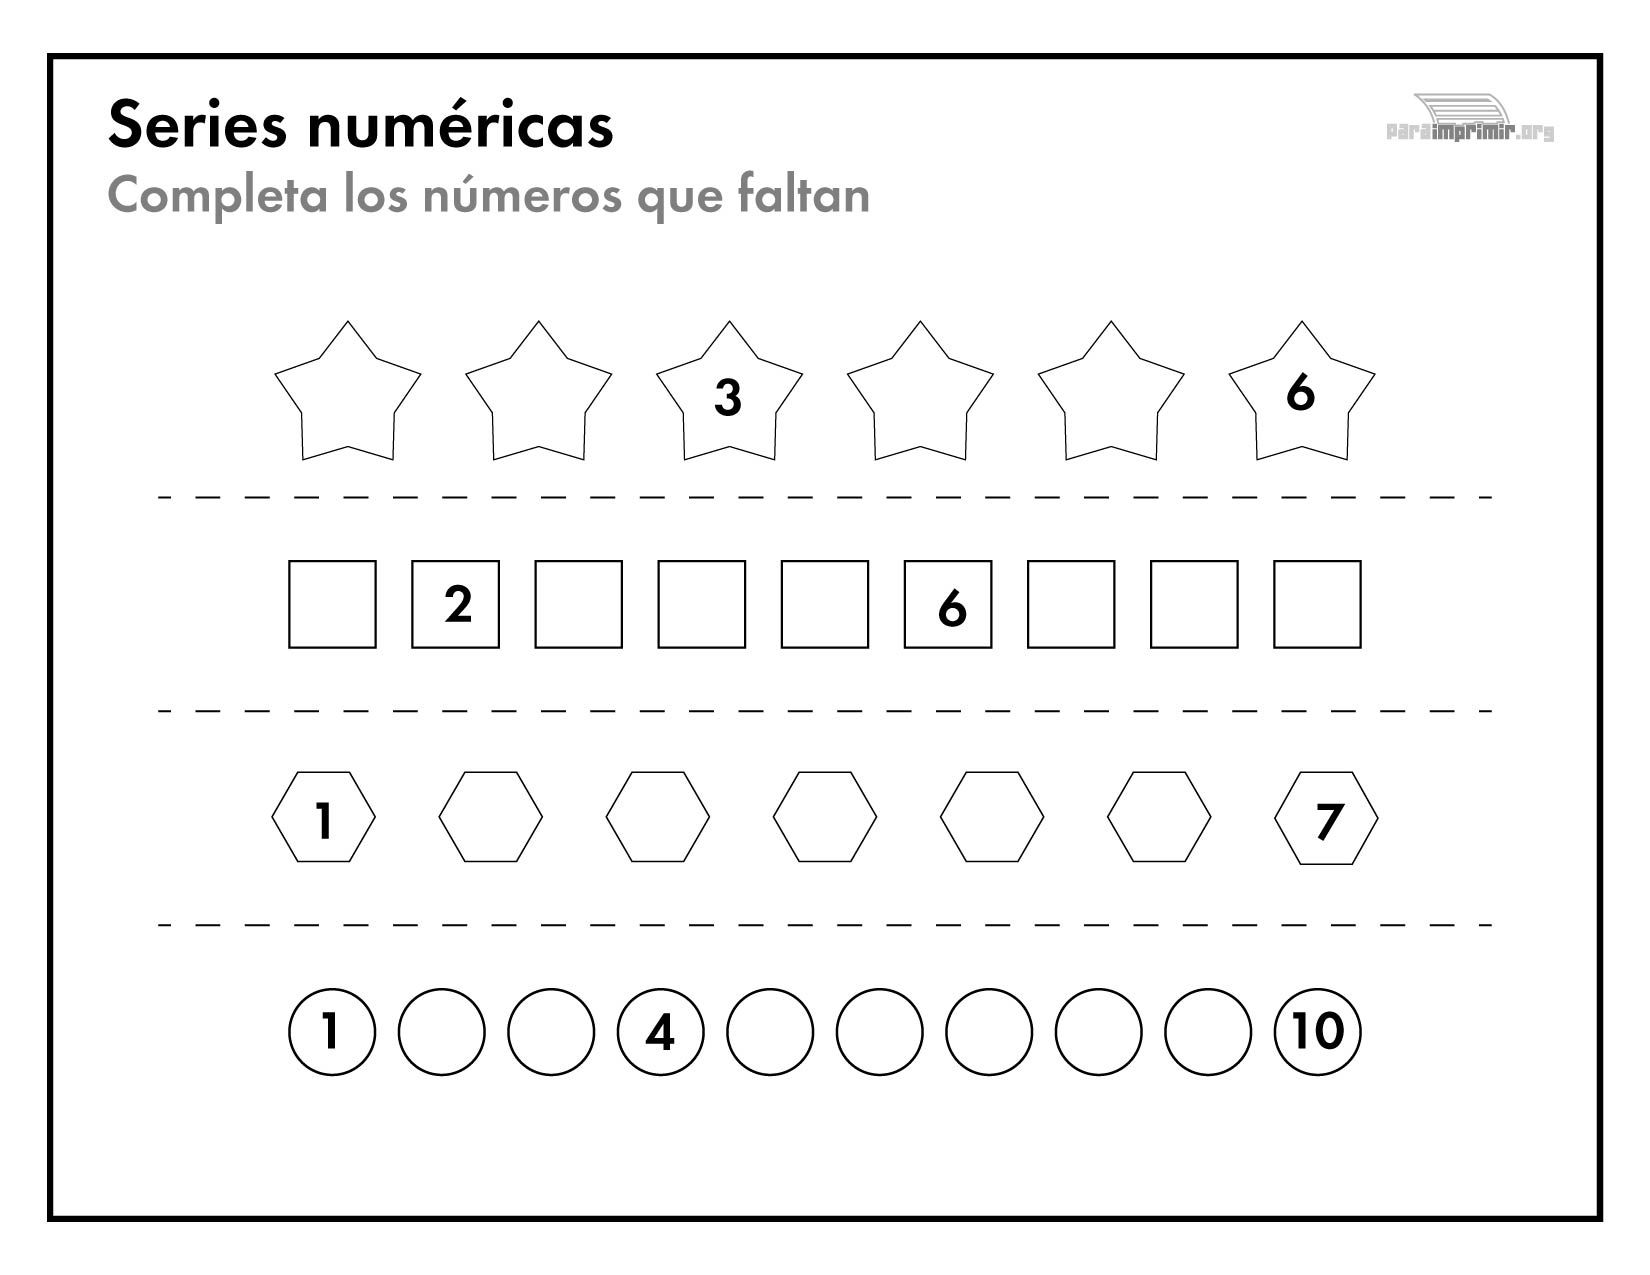 Series numéricas
paraimprimir.org
Completa los números que faltan
3 6
2 6
1 7
1 4 10